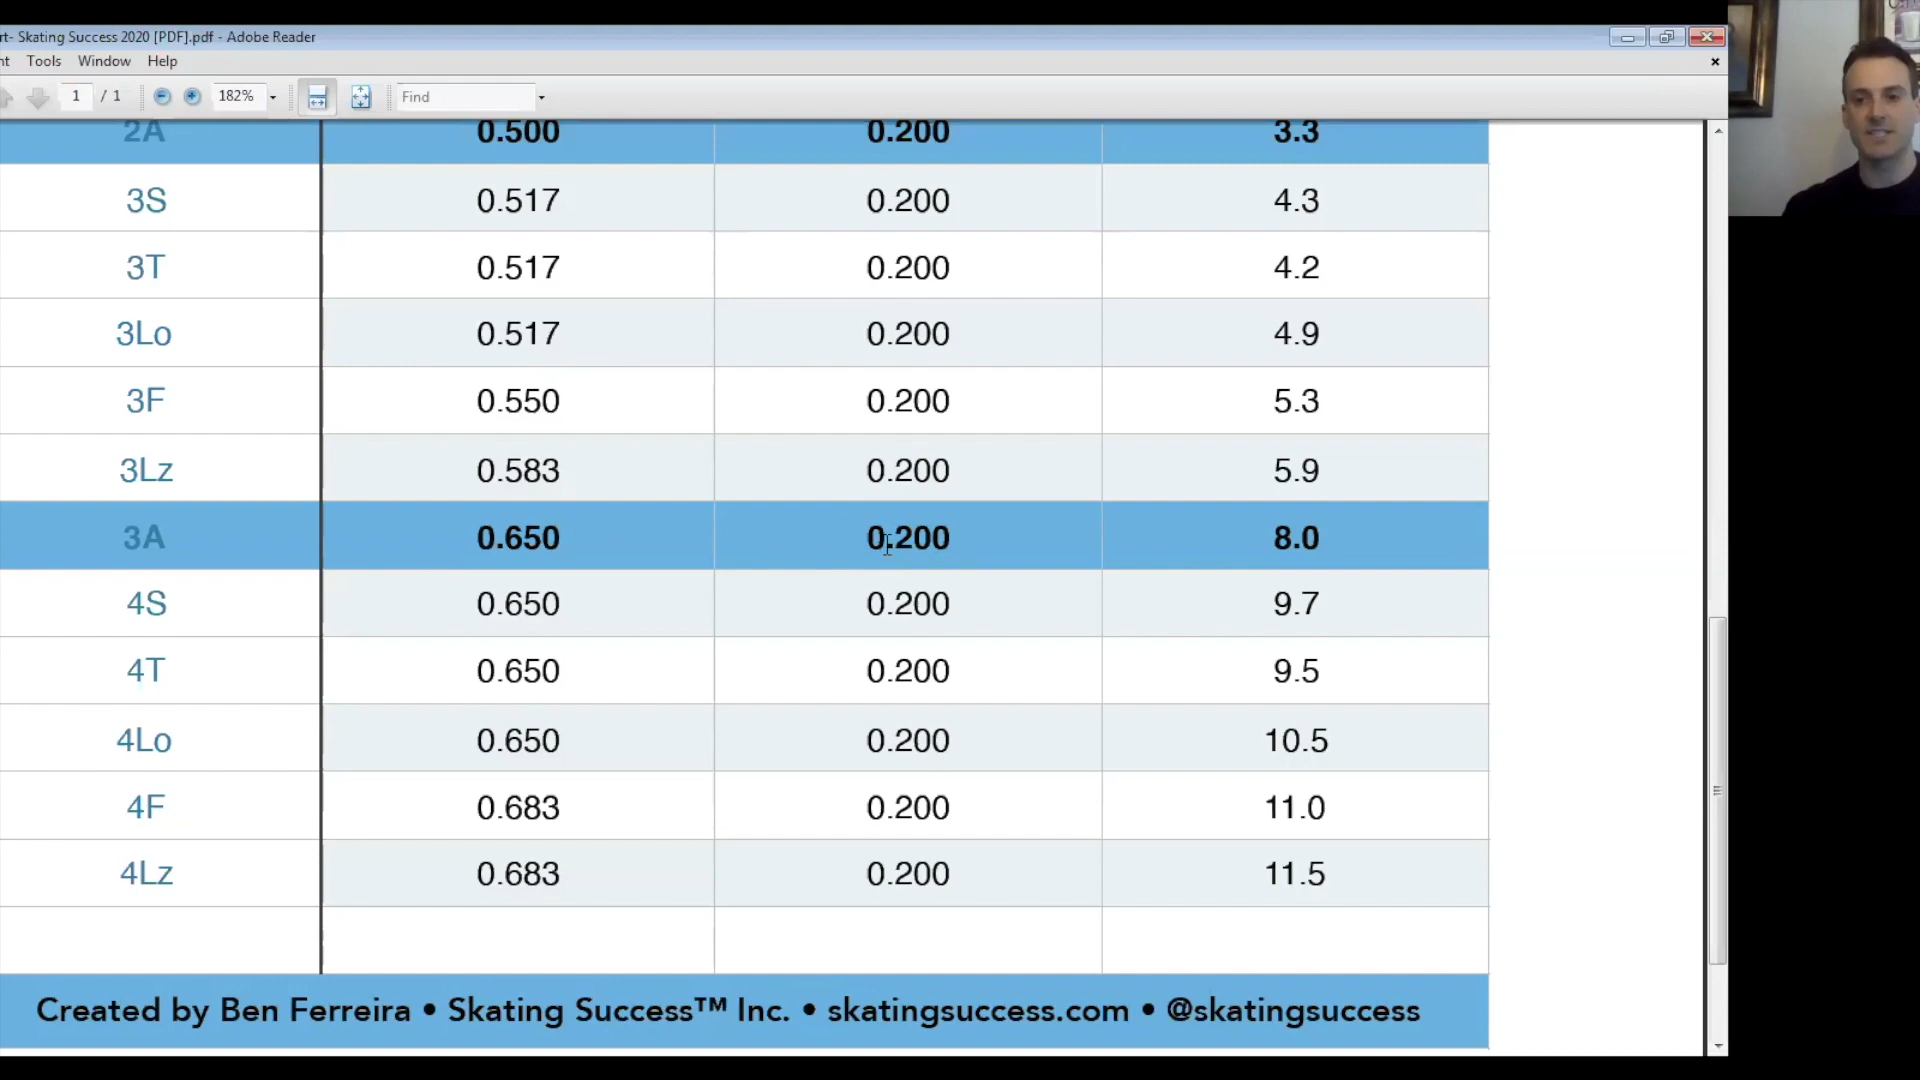 rt- Skating Success 2020 [PDF].pdf - Adobe Reader
nt Tools Window Help
1 / 1 182% Find
2A 0.500 0.200 3.3
3S 0.517 0.200 4.3
3T 0.517 0.200 4.2
3Lo 0.517 0.200 4.9
3F 0.550 0.200 5.3
3Lz 0.583 0.200 5.9
3A 0.650 0.200 8.0
4S 0.650 0.200 9.7
4T 0.650 0.200 9.5
4Lo 0.650 0.200 10.5
4F 0.683 0.200 11.0
4Lz 0.683 0.200 11.5
Created by Ben Ferreira • Skating Success™ Inc. • skatingsuccess.com • @skatingsuccess